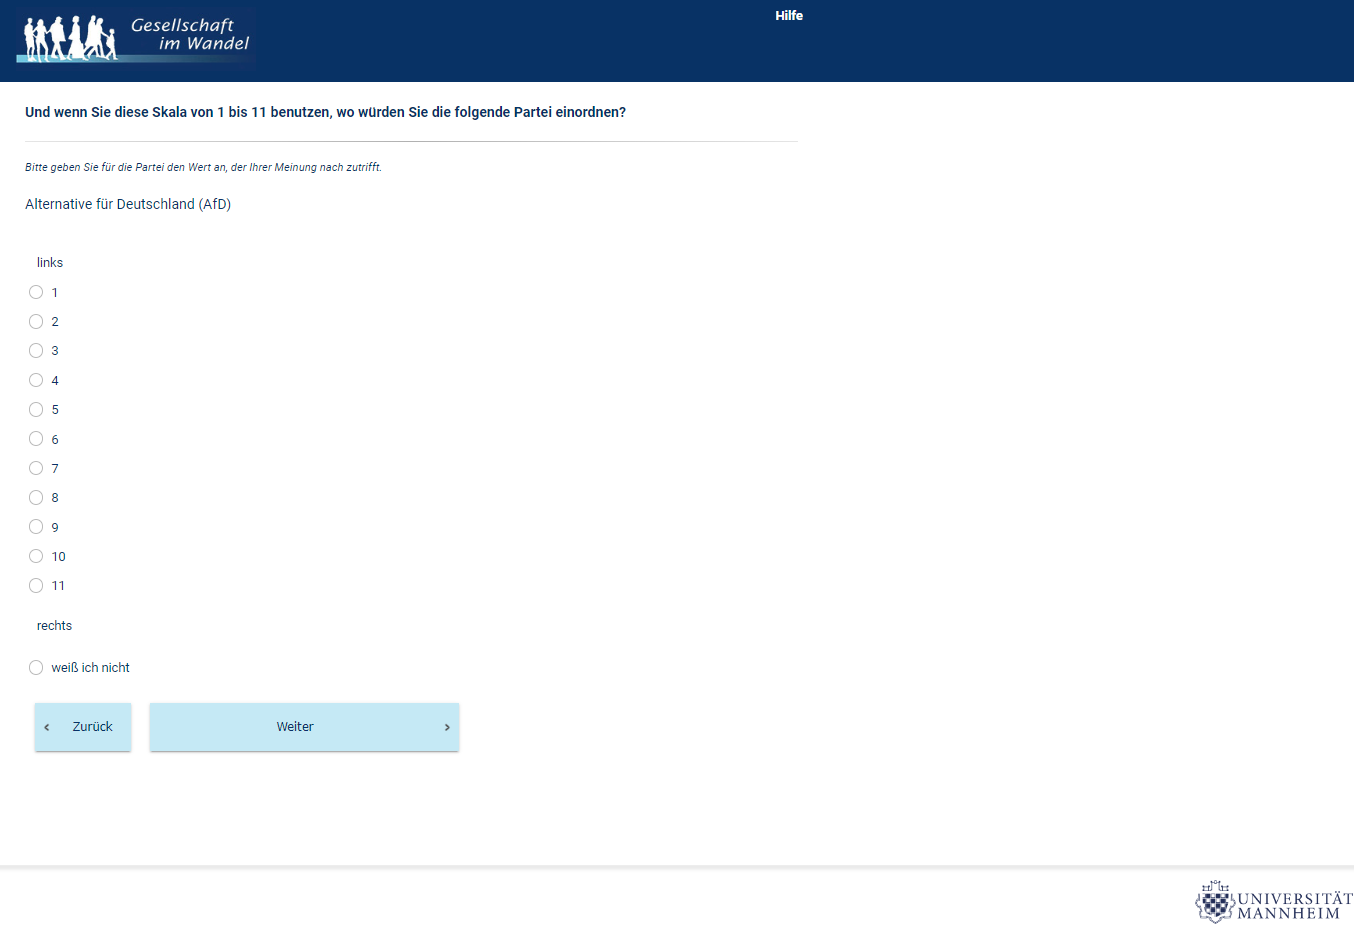 Gesellschaft
im Wandel
Hilfe
Und wenn Sie diese Skala von 1 bis 11 benutzen, wo würden Sie die folgende Partei einordnen?
Bitte geben Sie für die Partei den Wert an, der Ihrer Meinung nach zutrifft.
Alternative für Deutschland (AfD)
links
1
2
3
4
5
6
7
8
9
10
11
rechts
weiß ich nicht
‹ Zurück
Weiter ›
UNIVERSITÄT
MANNHEIM